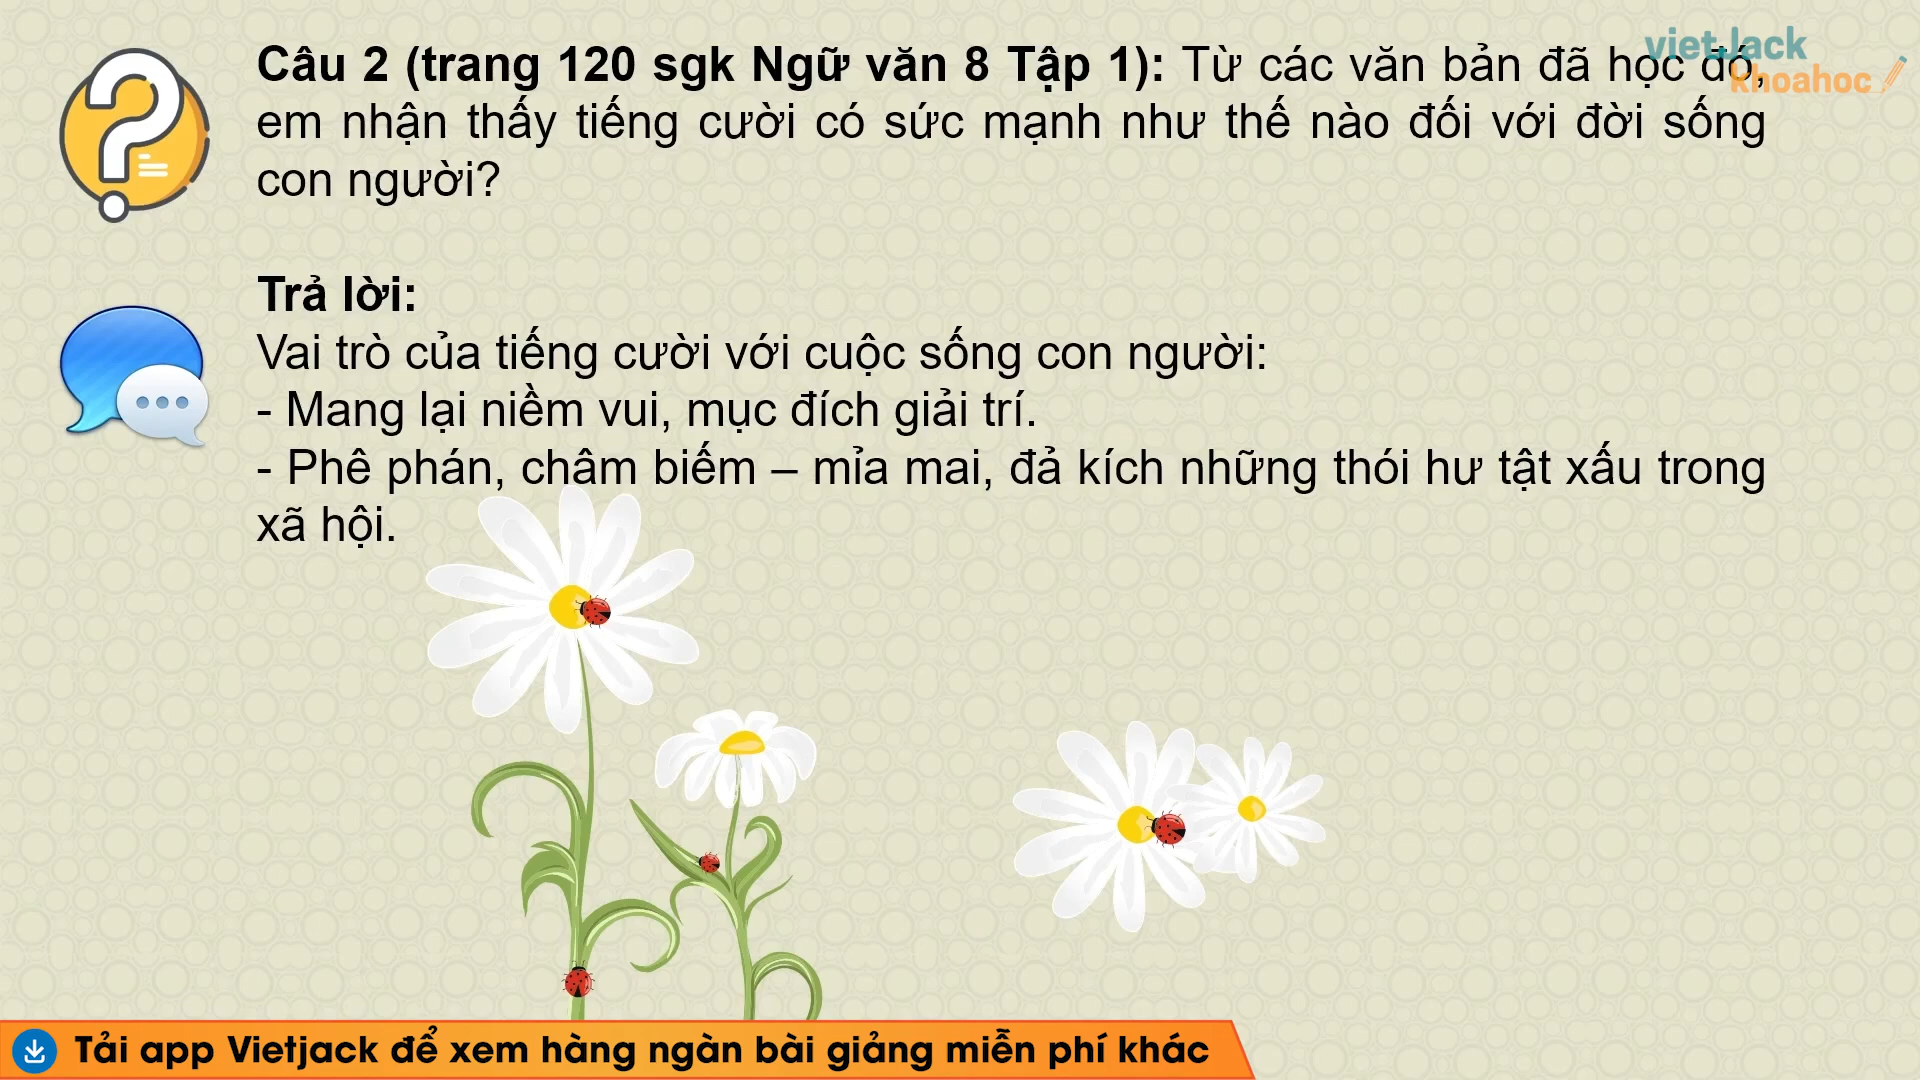 Câu 2 (trang 120 sgk Ngữ văn 8 Tập 1): Từ các văn bản đã học đó,
em nhận thấy tiếng cười có sức mạnh như thế nào đối với đời sống
con người?
vietJack
khoahoc
Trả lời:
Vai trò của tiếng cười với cuộc sống con người:
- Mang lại niềm vui, mục đích giải trí.
- Phê phán, châm biếm – mỉa mai, đả kích những thói hư tật xấu trong
xã hội.
Tải app Vietjack để xem hàng ngàn bài giảng miễn phí khác